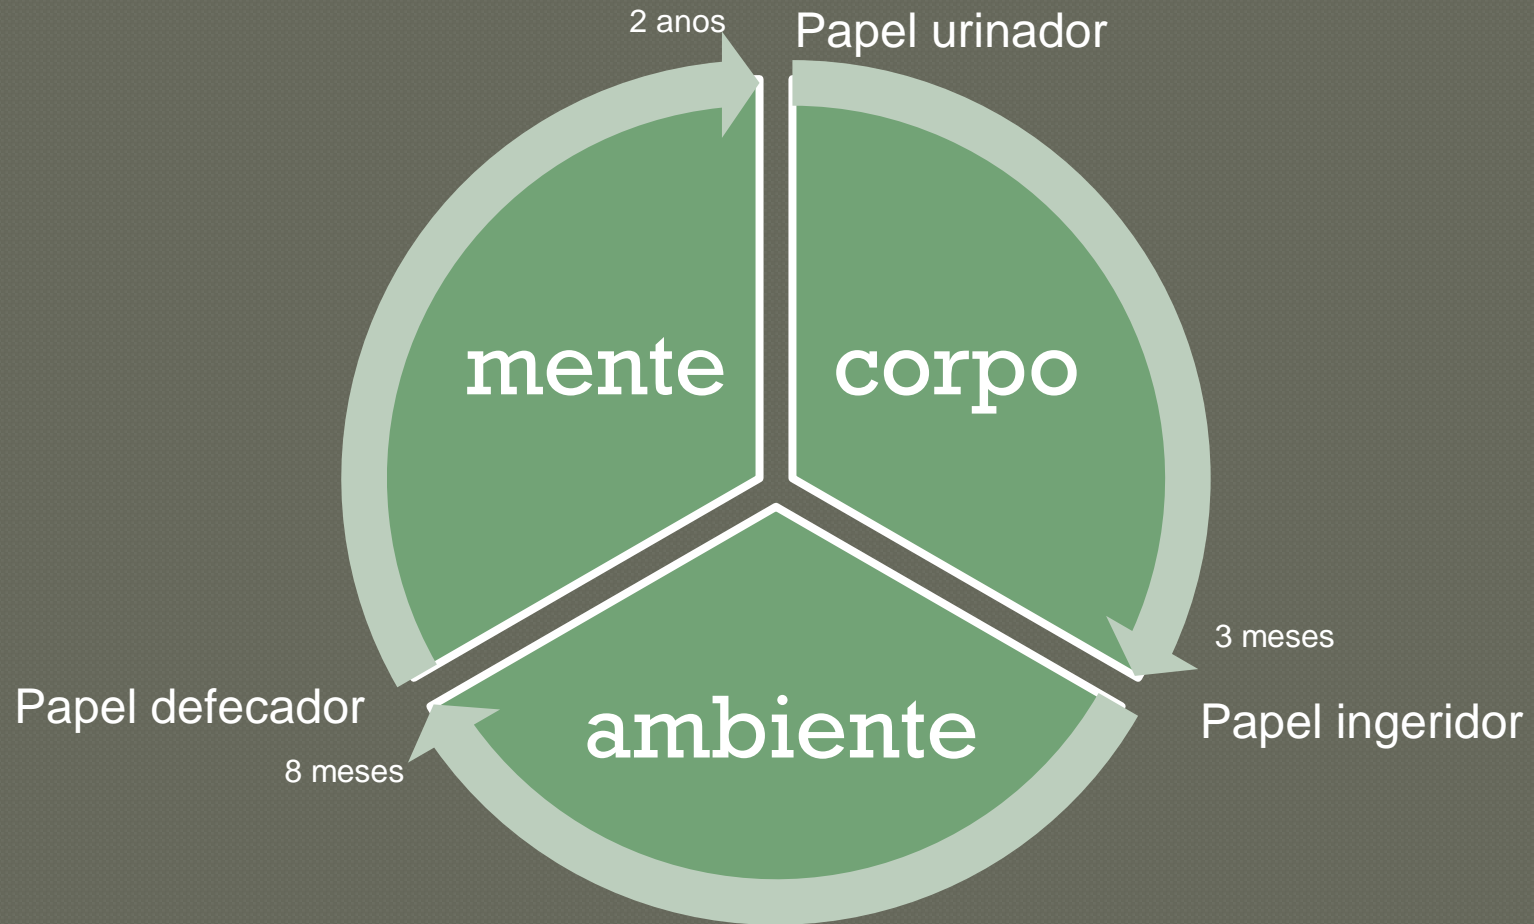 2 anos
Papel urinador
mente
corpo
3 meses
Papel defecador
ambiente
Papel ingeridor
8 meses